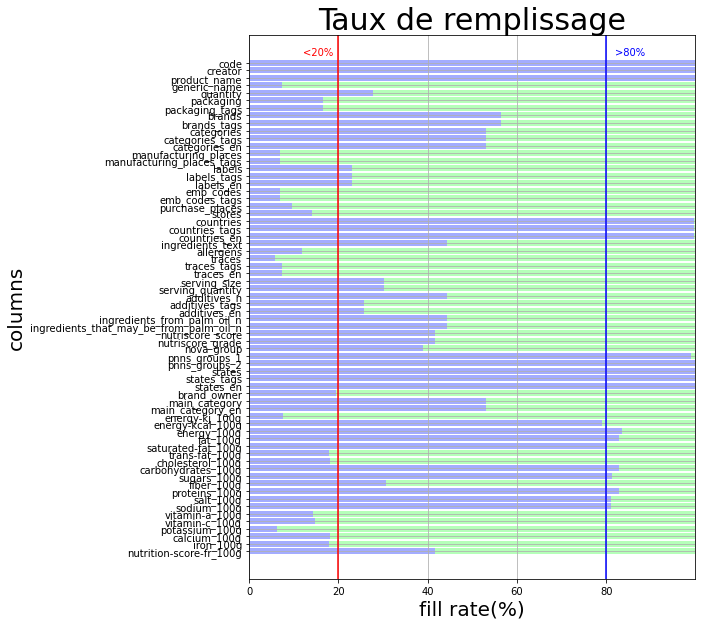 Taux de remplissage
<20%
>80%
code
creator
product_name
generic_name
quantity
packaging
packaging_tags
brands
brands_tags
categories
categories_tags
categories_en
manufacturing_places
manufacturing_places_tags
labels
labels_tags
labels_en
emb_codes
emb_codes_tags
purchase_places
stores
countries
countries_tags
countries_en
ingredients_text
allergens
traces
traces_tags
traces_en
serving_size
serving_quantity
additives_n
additives_tags
additives_en
ingredients_from_palm_oil_n
ingredients_that_may_be_from_palm_oil_n
nutriscore_score
nutriscore_grade
nova_group
pnns_groups_1
pnns_groups_2
states
states_tags
states_en
brand_owner
main_category
main_category_en
energy-kj_100g
energy-kcal_100g
energy_100g
fat_100g
saturated-fat_100g
trans-fat_100g
cholesterol_100g
carbohydrates_100g
sugars_100g
fiber_100g
proteins_100g
salt_100g
sodium_100g
vitamin-a_100g
vitamin-c_100g
potassium_100g
calcium_100g
iron_100g
nutrition-score-fr_100g
columns
0 20 40 60 80
fill rate(%)